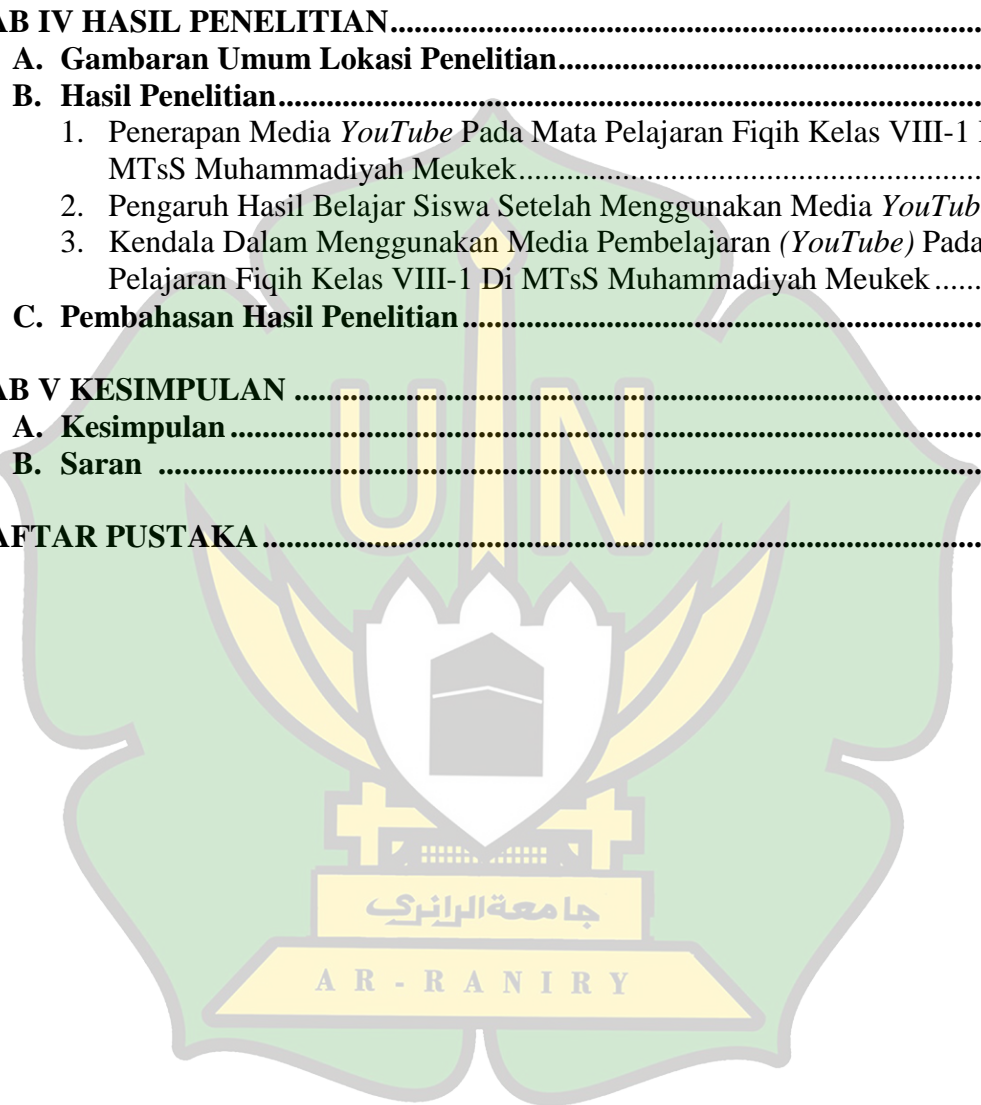 AB IV HASIL PENELITIAN..........................................................................................
A. Gambaran Umum Lokasi Penelitian..................................................................
B. Hasil Penelitian..............................................................................................................
1. Penerapan Media YouTube Pada Mata Pelajaran Fiqih Kelas VIII-1
MTsS Muhammadiyah Meukek..........................................................................
2. Pengaruh Hasil Belajar Siswa Setelah Menggunakan Media YouTub
3. Kendala Dalam Menggunakan Media Pembelajaran (YouTube) Pada
Pelajaran Fiqih Kelas VIII-1 Di MTsS Muhammadiyah Meukek.......
C. Pembahasan Hasil Penelitian.................................................................................
AB V KESIMPULAN ........................................................................................................
A. Kesimpulan......................................................................................................................
B. Saran .................................................................................................................................
AFTAR PUSTAKA.................................................................................................................
UIN
جامعةالرانري
AR-RANIRY